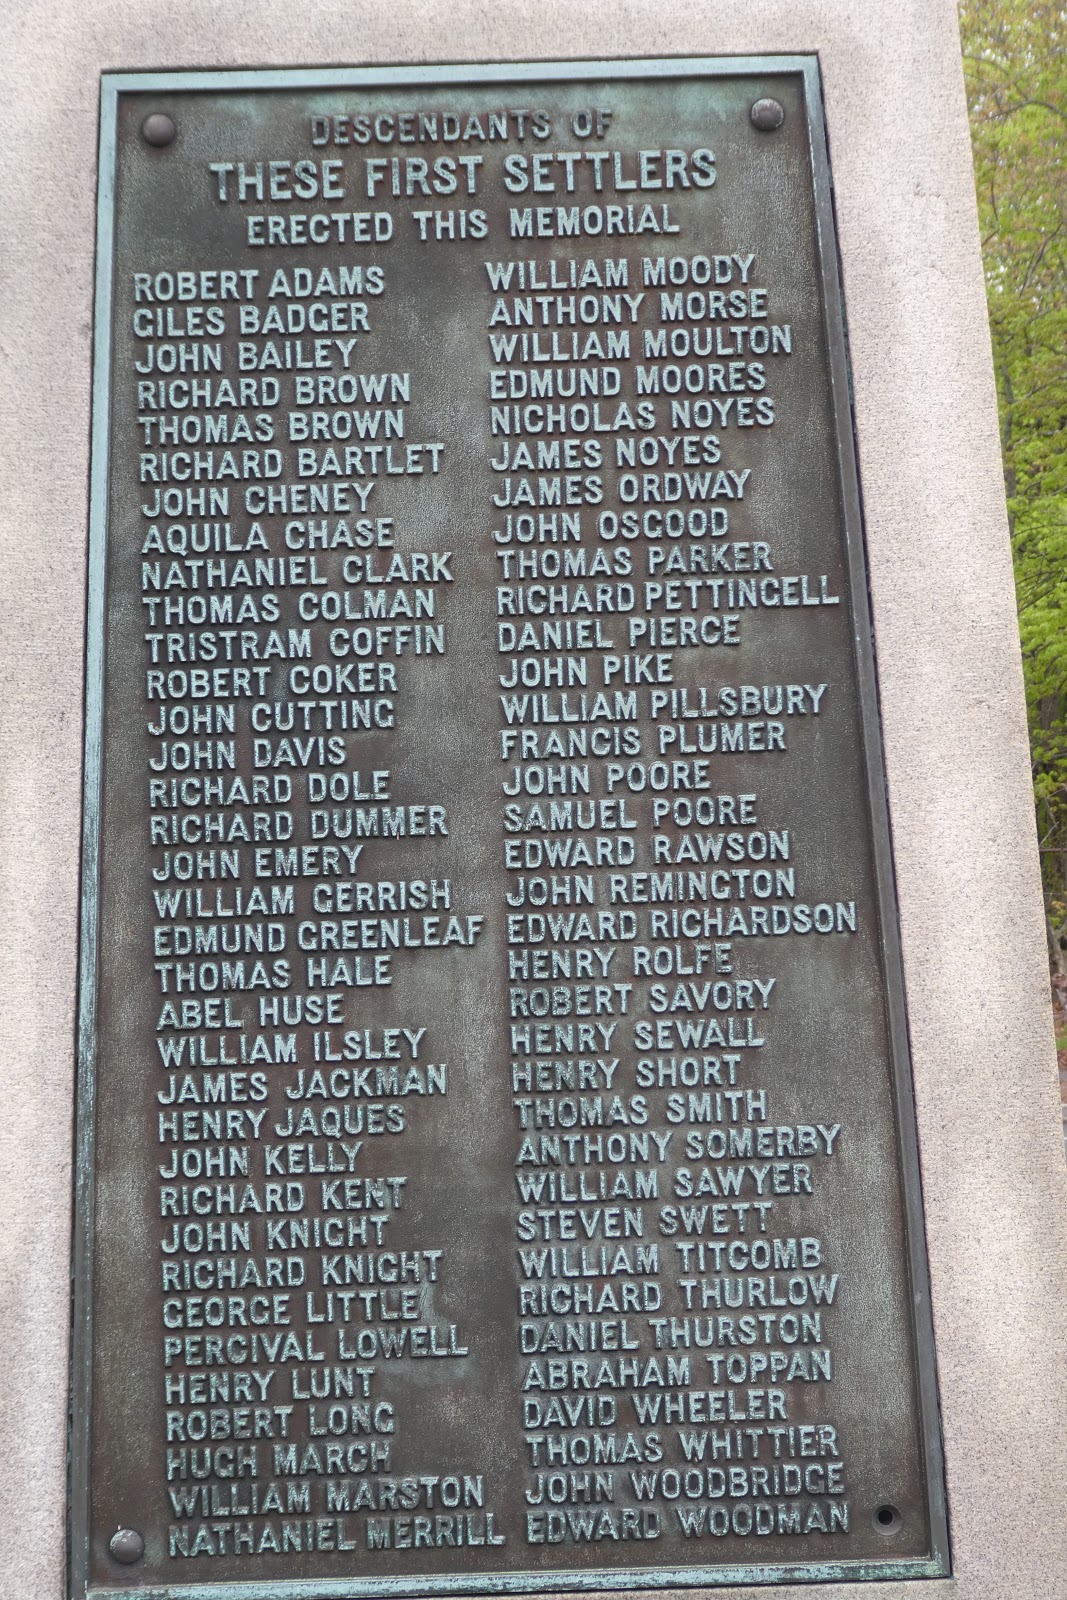 DESCENDANTS OF
THESE FIRST SETTLERS
ERECTED THIS MEMORIAL
ROBERT ADAMS
GILES BADGER
JOHN BAILEY
RICHARD BROWN
THOMAS BROWN
RICHARD BARTLET
JOHN CHENEY
AQUILA CHASE
NATHANIEL CLARK
THOMAS COLMAN
TRISTRAM COFFIN
ROBERT COKER
JOHN CUTTING
JOHN DAVIS
RICHARD DOLE
RICHARD DUMMER
JOHN EMERY
WILLIAM GERRISH
EDMUND GREENLEAF
THOMAS HALE
ABEL HUSE
WILLIAM ILSLEY
JAMES JACKMAN
HENRY JAQUES
JOHN KELLY
RICHARD KENT
JOHN KNIGHT
RICHARD KNIGHT
GEORGE LITTLE
PERCIVAL LOWELL
HENRY LUNT
ROBERT LONG
HUGH MARCH
WILLIAM MARSTON
NATHANIEL MERRILL
WILLIAM MOODY
ANTHONY MORSE
WILLIAM MOULTON
EDMUND MOORES
NICHOLAS NOYES
JAMES NOYES
JAMES ORDWAY
JOHN OSGOOD
THOMAS PARKER
RICHARD PETTINGELL
DANIEL PIERCE
JOHN PIKE
WILLIAM PILLSBURY
FRANCIS PLUMER
JOHN POORE
SAMUEL POORE
EDWARD RAWSON
JOHN REMINGTON
EDWARD RICHARDSON
HENRY ROLFE
ROBERT SAVORY
HENRY SEWALL
HENRY SHORT
THOMAS SMITH
ANTHONY SOMERBY
WILLIAM SAWYER
STEVEN SWETT
WILLIAM TITCOMB
RICHARD THURLOW
DANIEL THURSTON
ABRAHAM TOPPAN
DAVID WHEELER
THOMAS WHITTIER
JOHN WOODBRIDGE
EDWARD WOODMAN